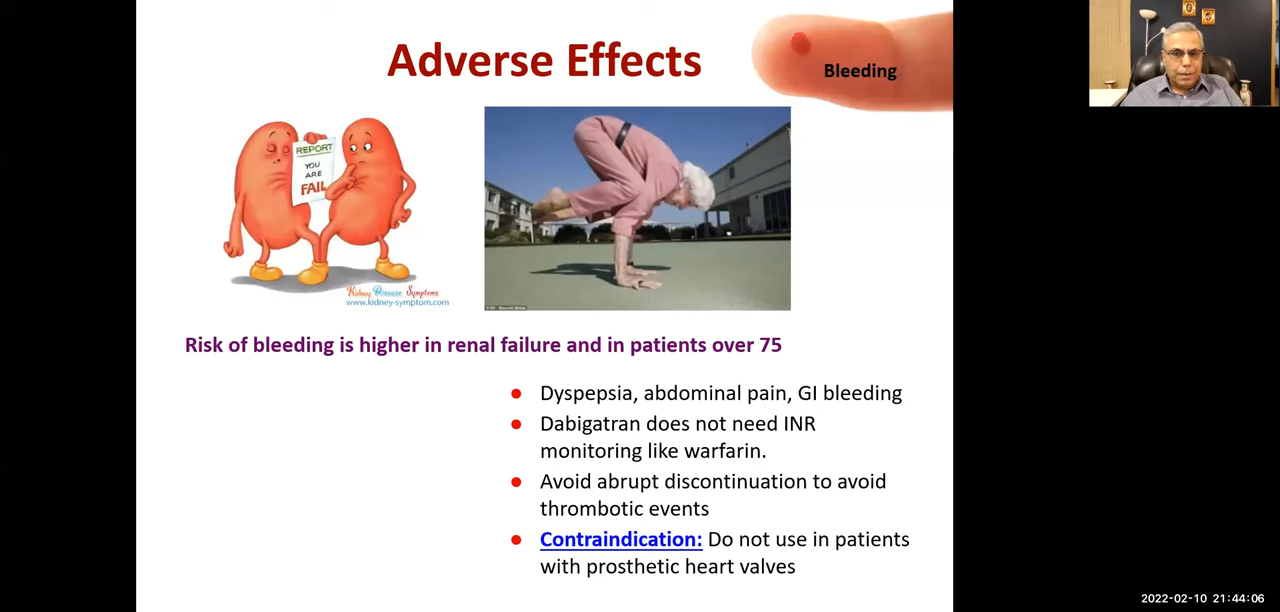 Adverse Effects
Bleeding
REPORT
YOU
ARE
FAIL
Kidney Disease Symptoms
www.kidney-symptom.com
Risk of bleeding is higher in renal failure and in patients over 75
Dyspepsia, abdominal pain, GI bleeding
Dabigatran does not need INR
monitoring like warfarin.
Avoid abrupt discontinuation to avoid
thrombotic events
Contraindication: Do not use in patients
with prosthetic heart valves
2022-02-10 21:44:06